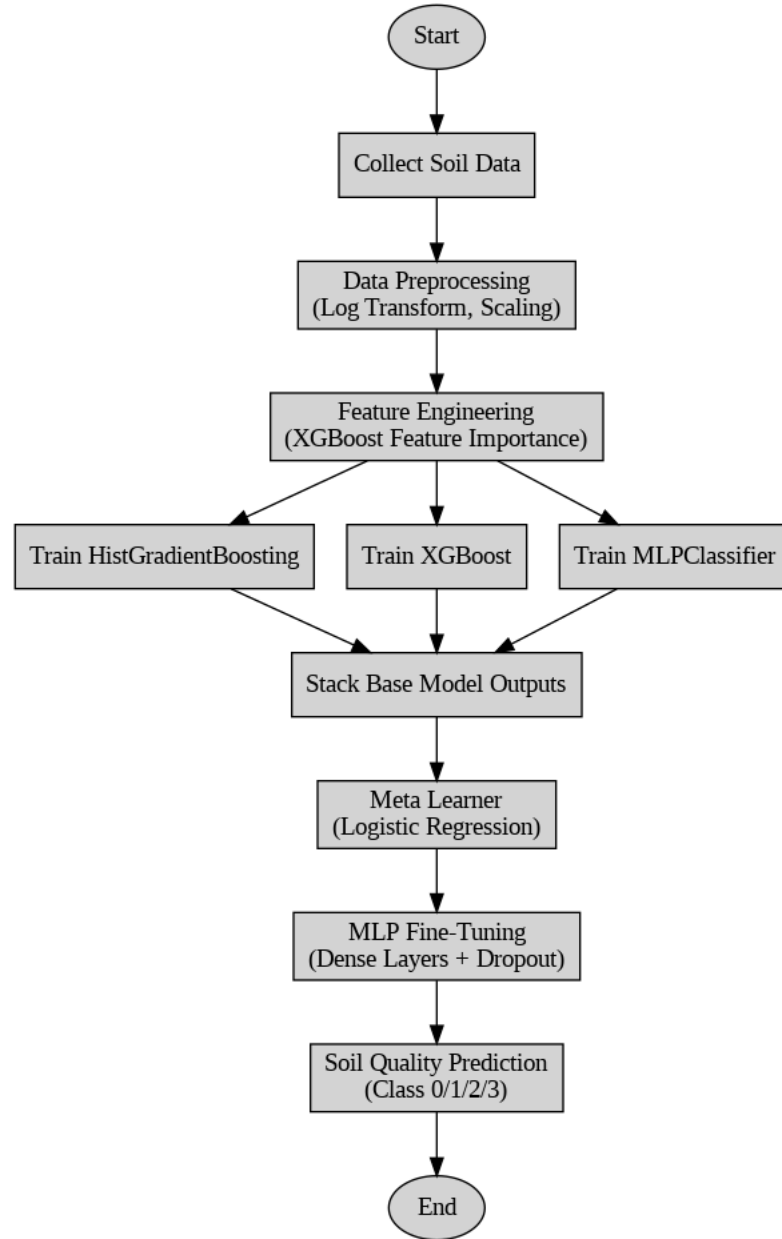 Start
Collect Soil Data
Data Preprocessing
(Log Transform, Scaling)
Feature Engineering
(XGBoost Feature Importance)
Train HistGradientBoosting
Train XGBoost
Train MLPClassifier
Stack Base Model Outputs
Meta Learner
(Logistic Regression)
MLP Fine-Tuning
(Dense Layers + Dropout)
Soil Quality Prediction
(Class 0/1/2/3)
End